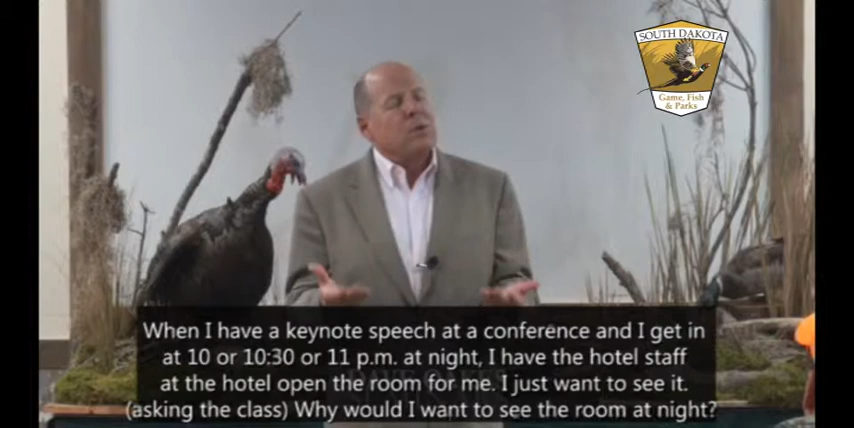 SOUTH DAKOTA
Game, Fish
& Parks
When I have a keynote speech at a conference and I get in
at 10 or 10:30 or 11 p.m. at night, I have the hotel staff
at the hotel open the room for me. I just want to see it.
(asking the class) Why would I want to see the room at night?